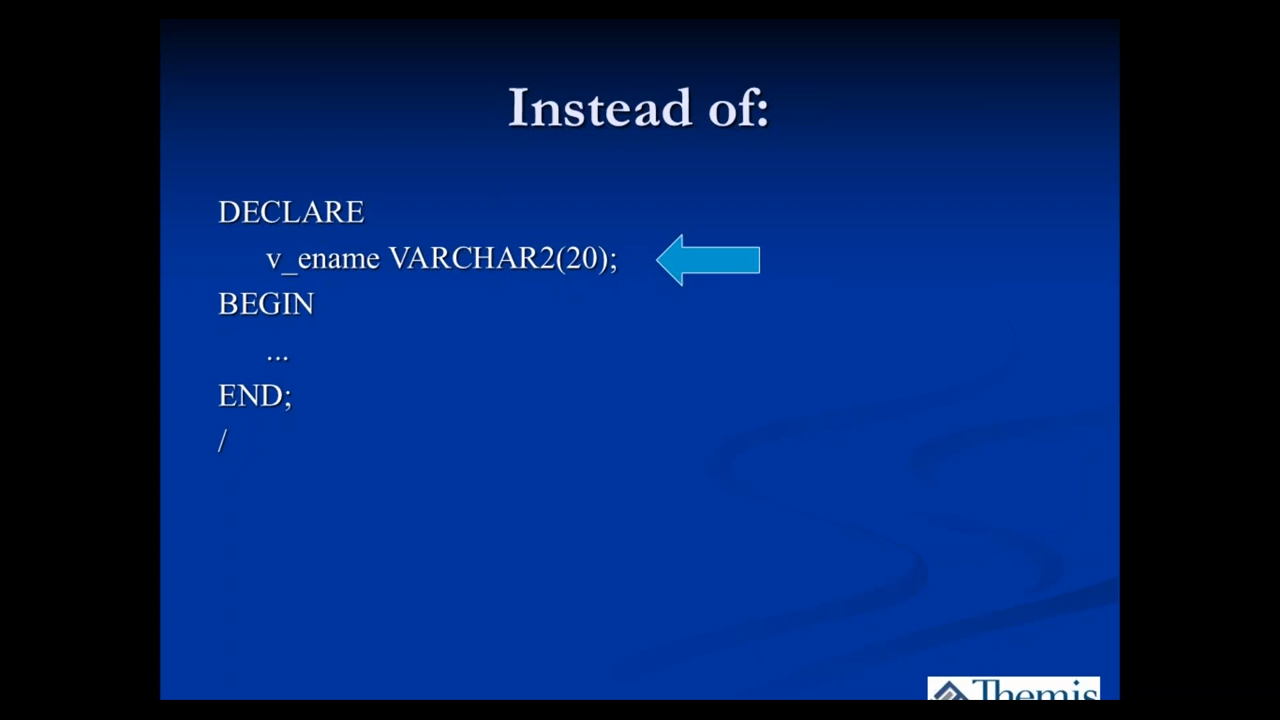 Instead of:
DECLARE
v_ename VARCHAR2(20);
BEGIN
...
END;
/
Themis